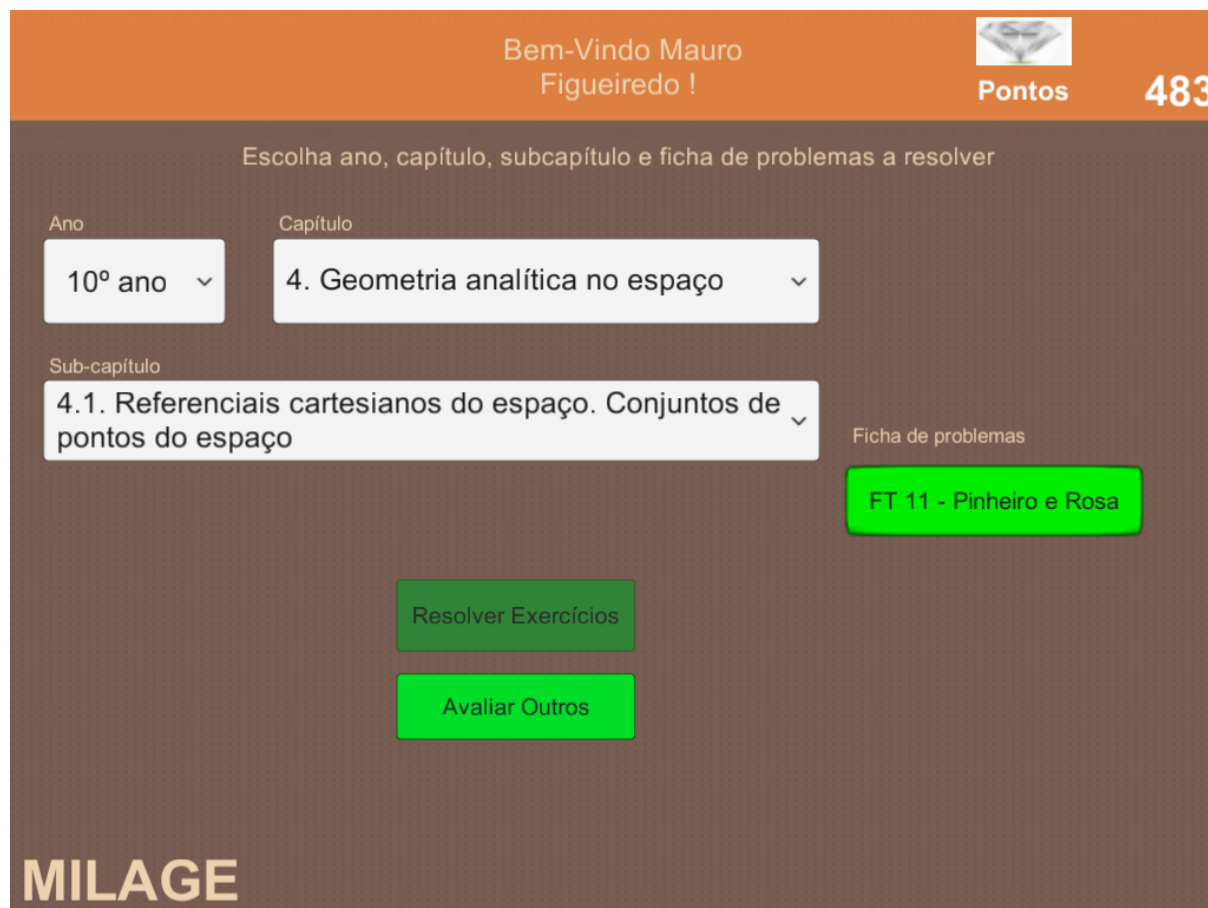 Bem-Vindo Mauro
Figueiredo !
Pontos
483
Escolha ano, capítulo, subcapítulo e ficha de problemas a resolver
Ano
Capítulo
10º ano
4. Geometria analítica no espaço
Sub-capítulo
4.1. Referenciais cartesianos do espaço. Conjuntos de
pontos do espaço
Ficha de problemas
FT 11 - Pinheiro e Rosa
Resolver Exercícios
Avaliar Outros
MILAGE